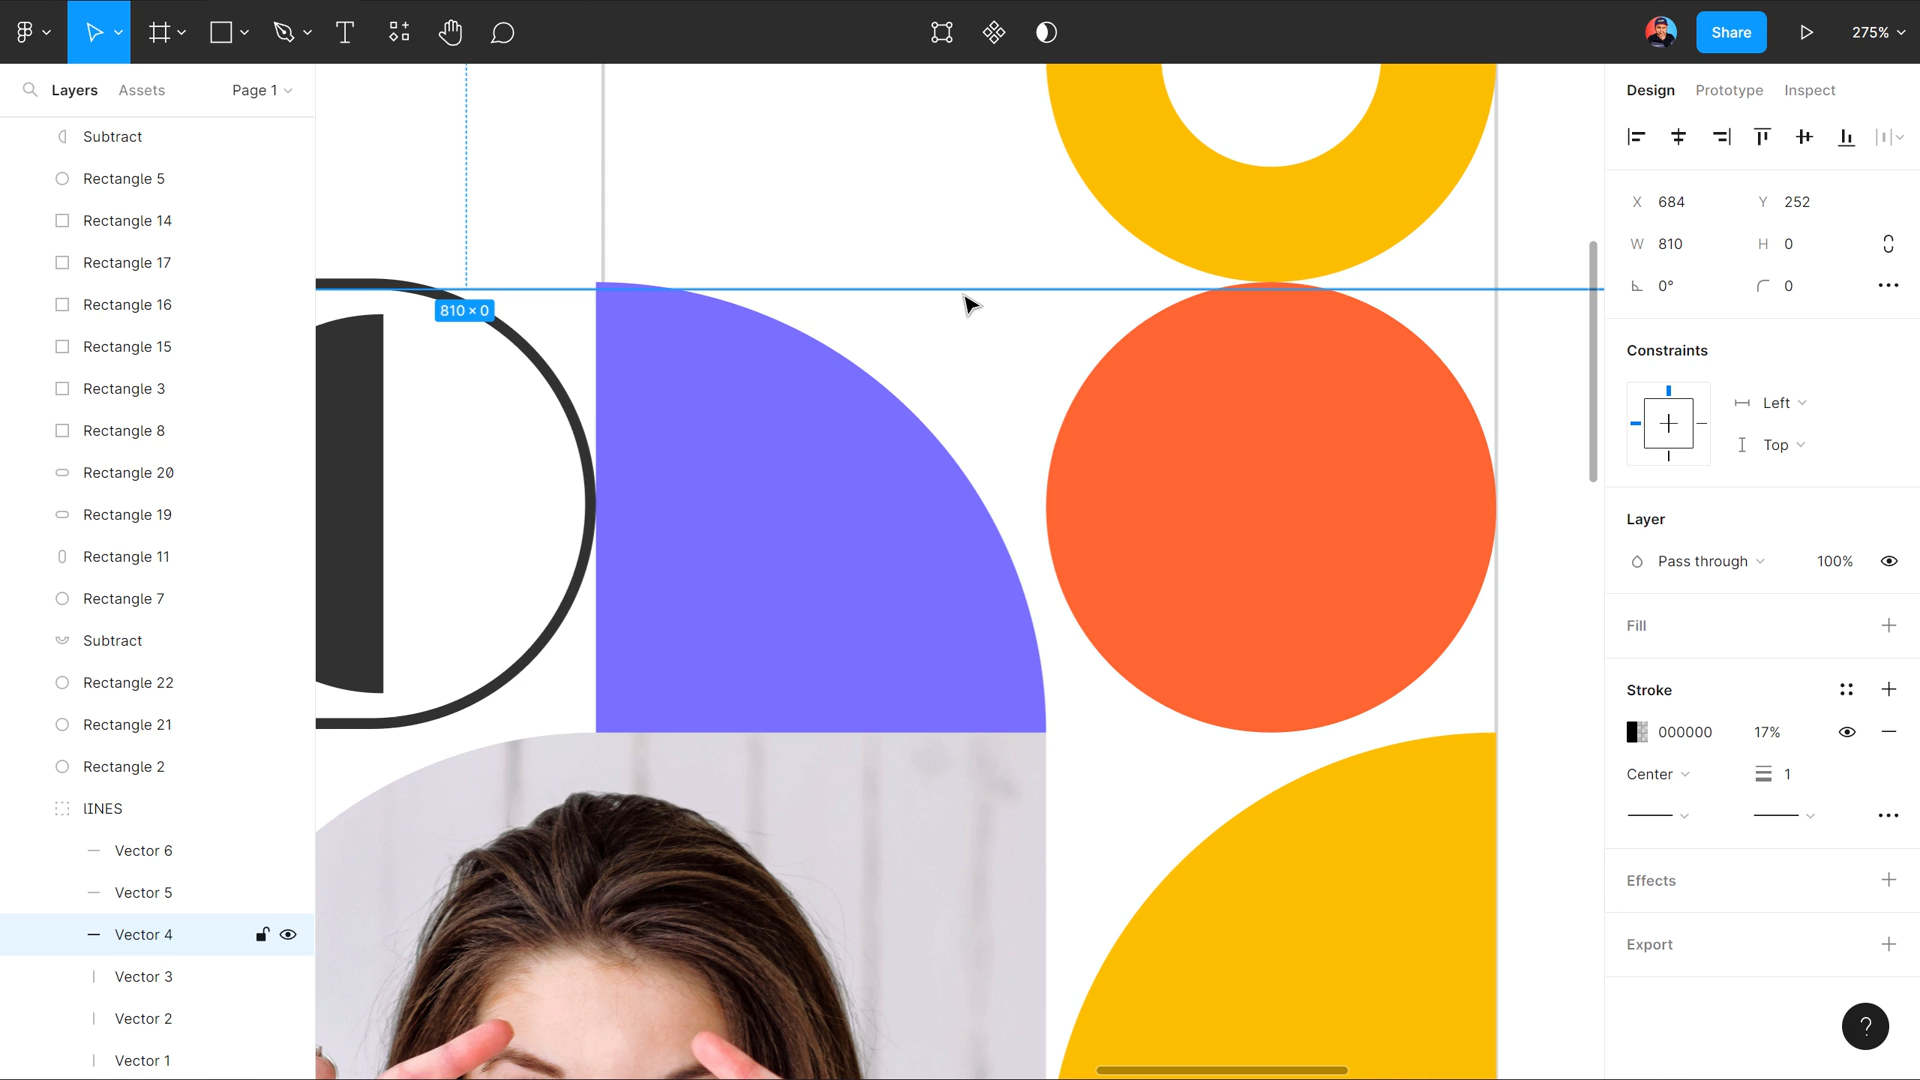 Share
275%
Layers
Assets
Page 1
Design
Prototype
Inspect
Subtract
Rectangle 5
Rectangle 14
Rectangle 17
Rectangle 16
Rectangle 15
Rectangle 3
Rectangle 8
Rectangle 20
Rectangle 19
Rectangle 11
Rectangle 7
Subtract
Rectangle 22
Rectangle 21
Rectangle 2
lINES
Vector 6
Vector 5
Vector 4
Vector 3
Vector 2
Vector 1
810 × 0
X 684 Y 252
W 810 H 0
0° 0
Constraints
Left
Top
Layer
Pass through 100%
Fill
Stroke
000000 17%
Center 1
Effects
Export
?